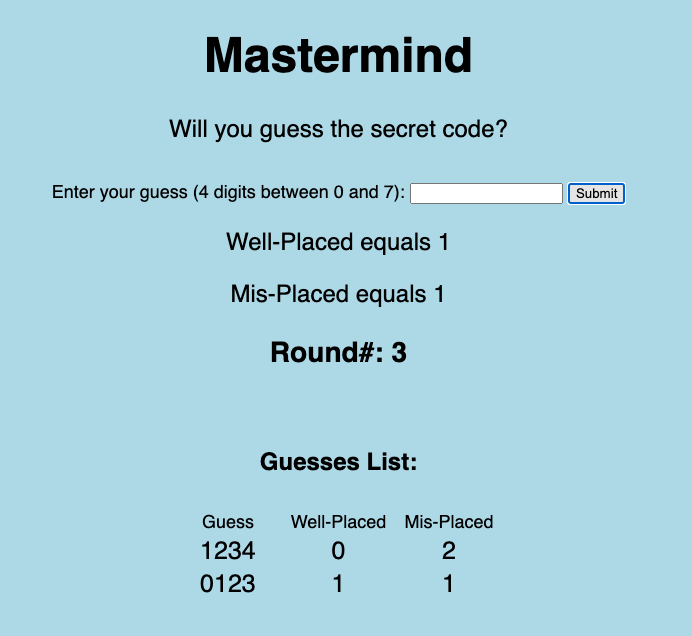 Mastermind
Will you guess the secret code?
Enter your guess (4 digits between 0 and 7): Submit
Well-Placed equals 1
Mis-Placed equals 1
Round#: 3
Guesses List:
Guess Well-Placed Mis-Placed
1234 0 2
0123 1 1